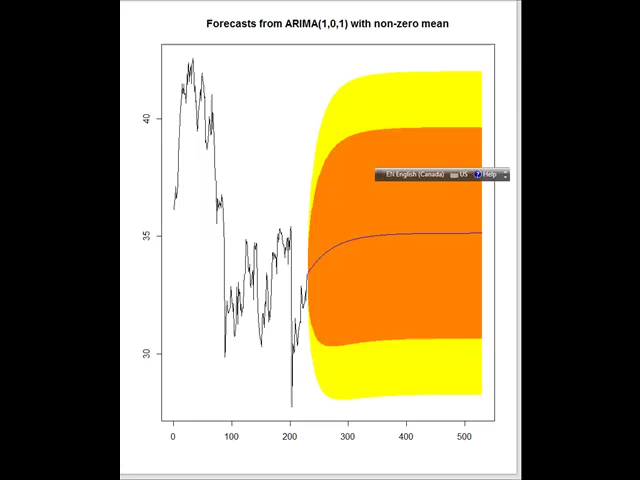 Forecasts from ARIMA(1,0,1) with non-zero mean
40
EN English (Canada) US ? Help
35
30
0 100 200 300 400 500